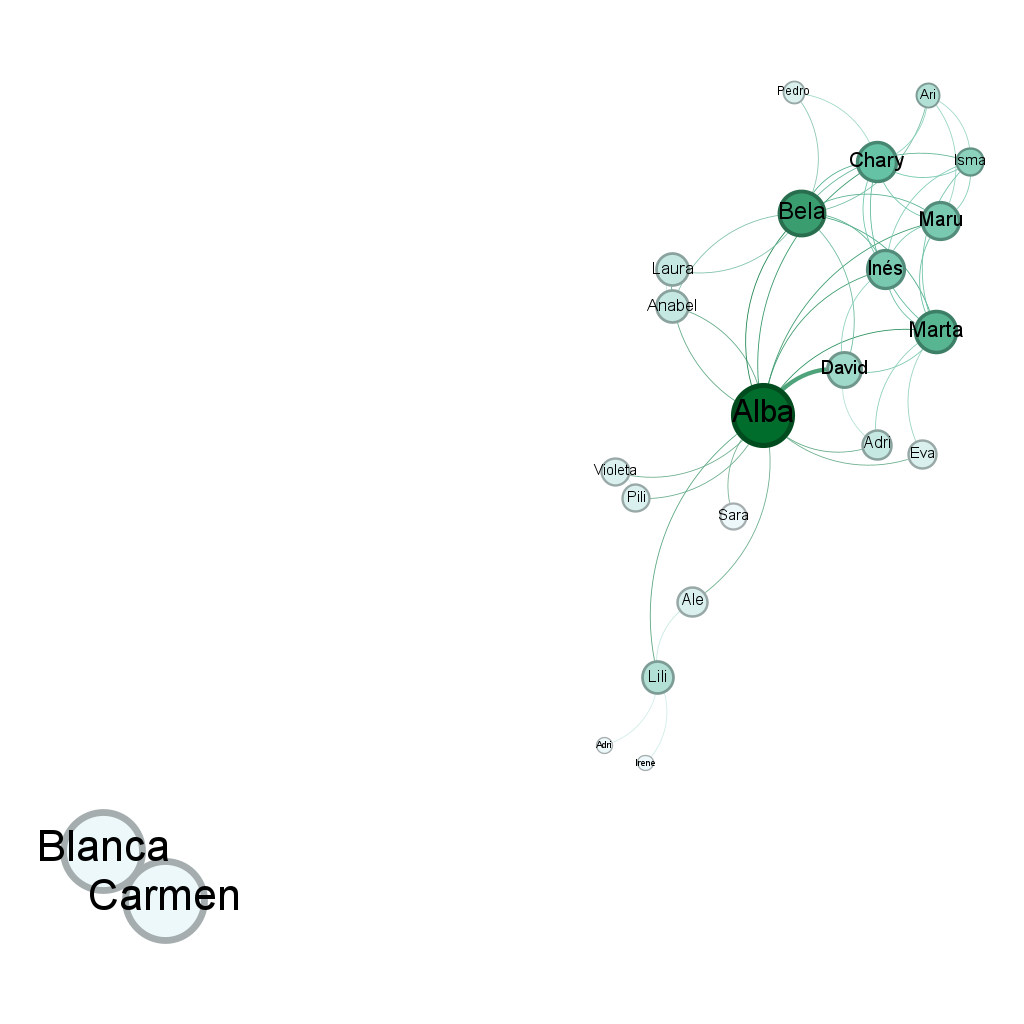 Pedro
Ari
Chary
Isma
Bela
Maru
Laura
Inés
Anabel
Marta
David
Alba
Adri
Eva
Violeta
Pili
Sara
Ale
Lili
Adri
Irene
Blanca
Carmen